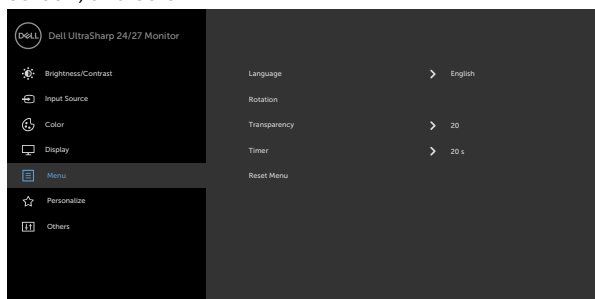 DELL Dell UltraSharp 24/27 Monitor
Brightness/Contrast
Input Source
Color
Display
Menu
Personalize
Others
Language English
Rotation
Transparency 20
Timer 20 s
Reset Menu